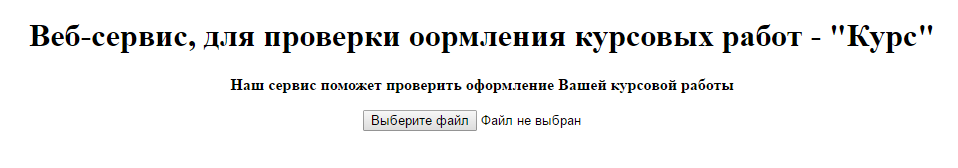 Веб-сервис, для проверки оормления курсовых работ - "Курс"
Наш сервис поможет проверить оформление Вашей курсовой работы
Выберите файл Файл не выбран